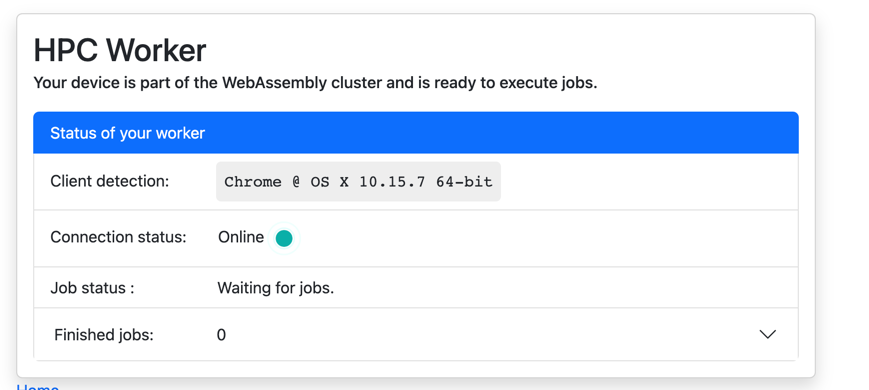 HPC Worker
Your device is part of the WebAssembly cluster and is ready to execute jobs.
Status of your worker
Client detection: Chrome @ OS X 10.15.7 64-bit
Connection status: Online
Job status : Waiting for jobs.
Finished jobs: 0
Home